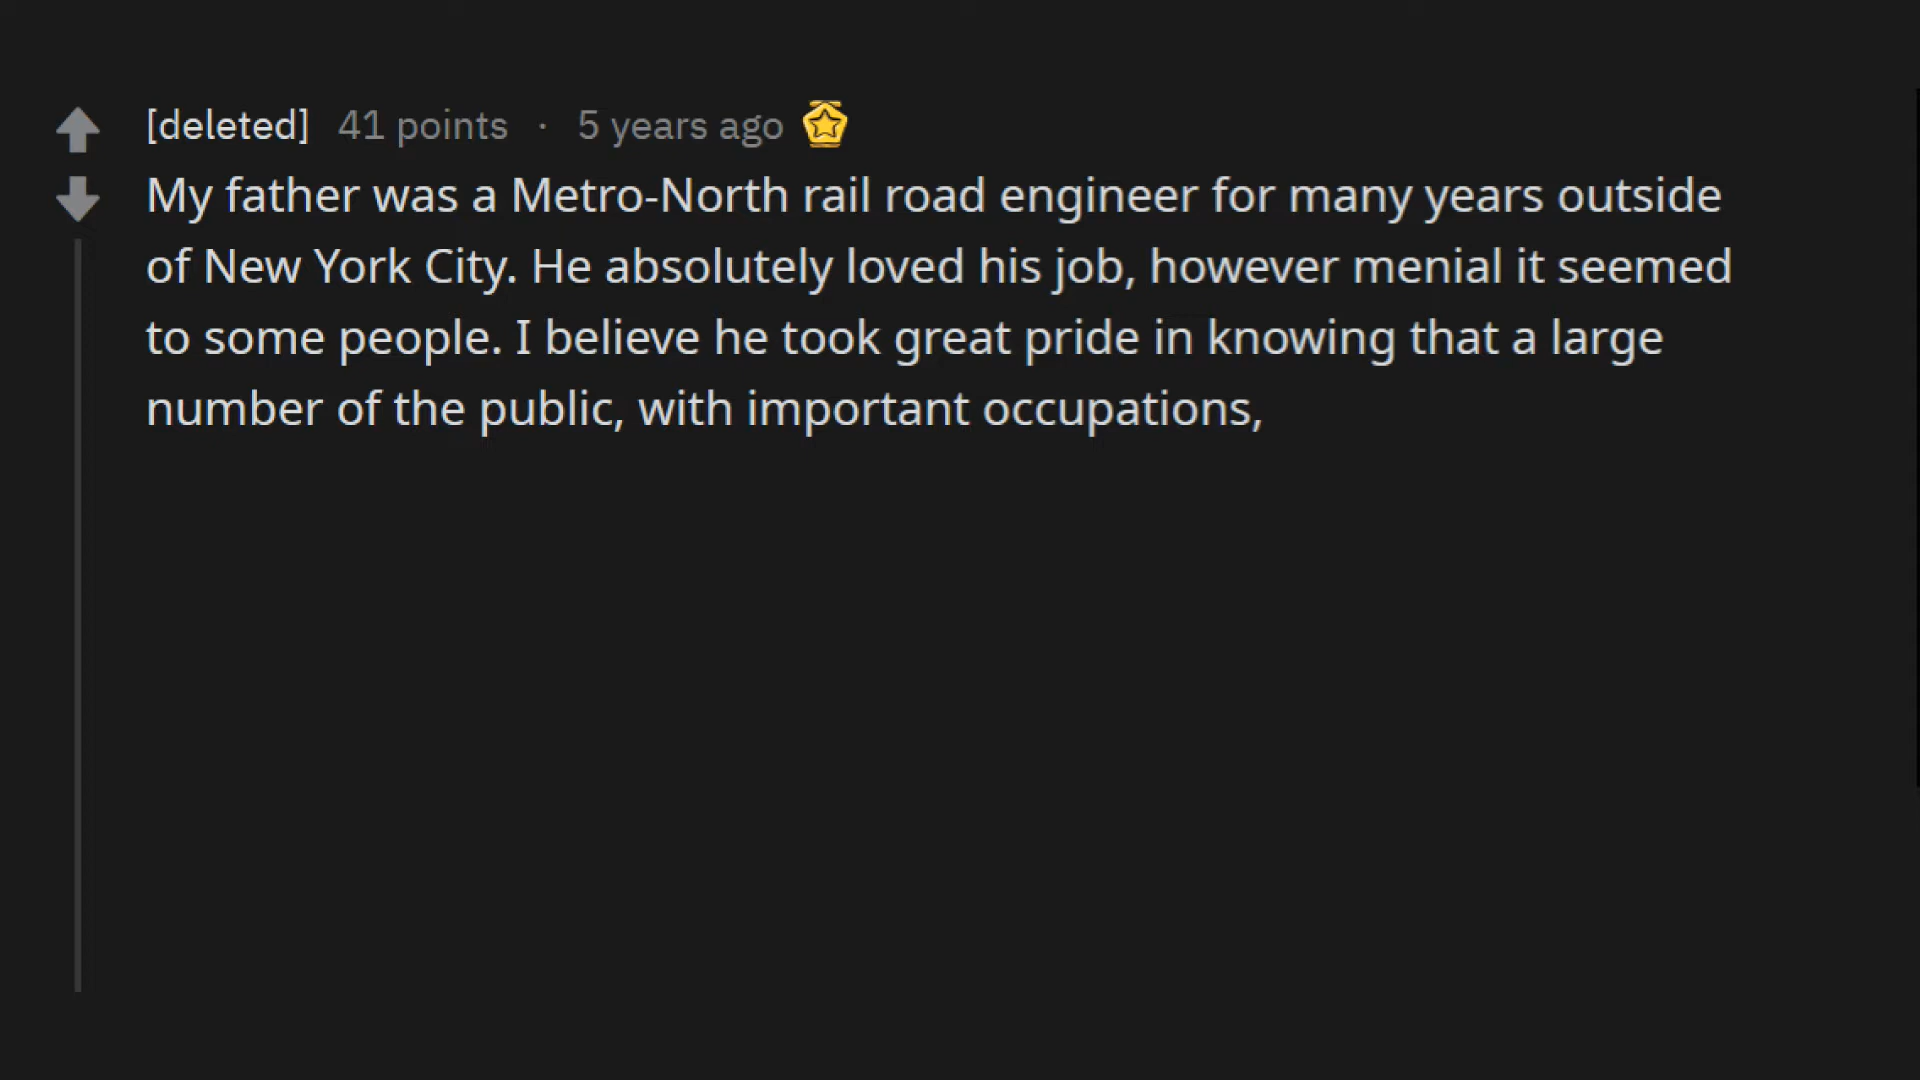 [deleted] 41 points · 5 years ago
My father was a Metro-North rail road engineer for many years outside
of New York City. He absolutely loved his job, however menial it seemed
to some people. I believe he took great pride in knowing that a large
number of the public, with important occupations,